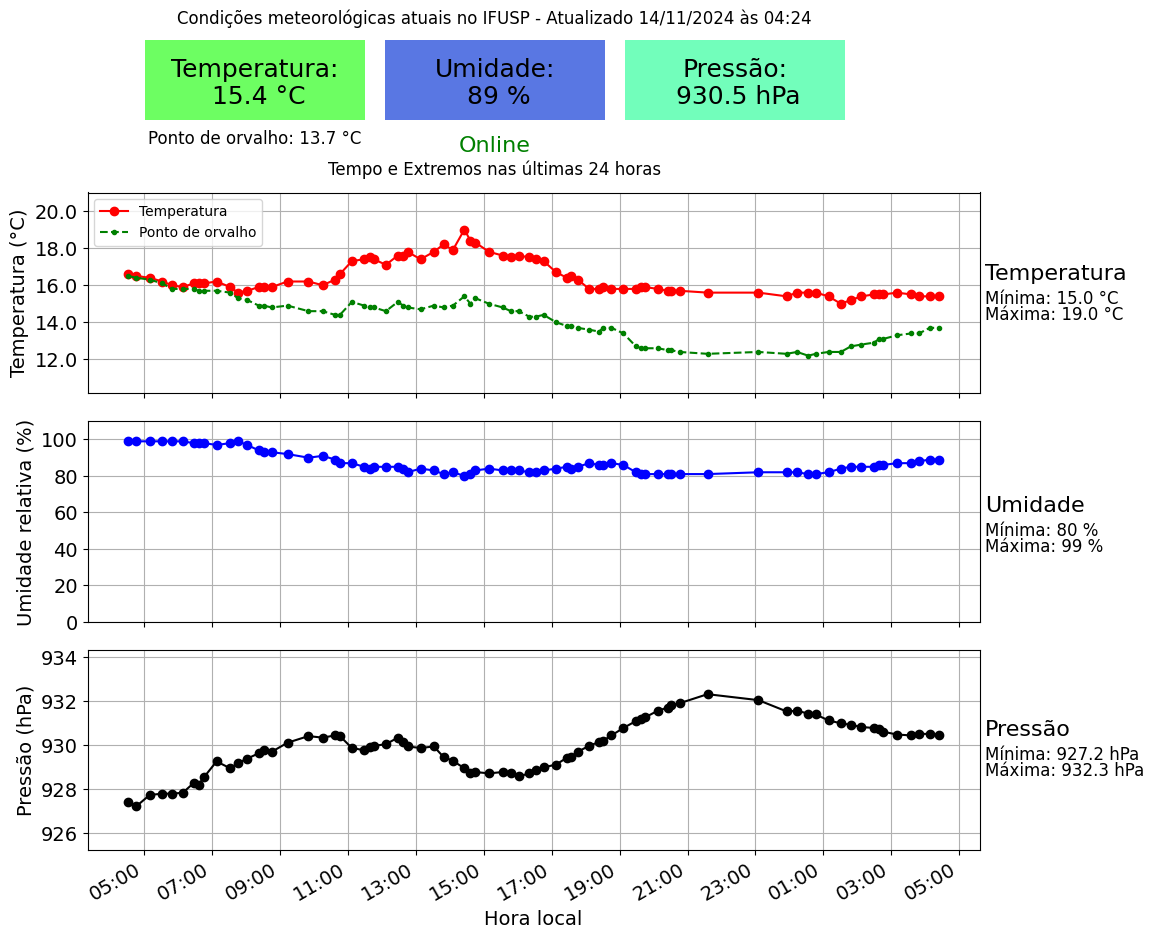 Condições meteorológicas atuais no IFUSP - Atualizado 14/11/2024 às 04:24
Temperatura:
15.4 °C
Umidade:
89 %
Pressão:
930.5 hPa
Ponto de orvalho: 13.7 °C
Online
Tempo e Extremos nas últimas 24 horas
Temperatura (°C)
20.0
18.0
16.0
14.0
12.0
Temperatura
Ponto de orvalho
Temperatura
Mínima: 15.0 °C
Máxima: 19.0 °C
Umidade relativa (%)
100
80
60
40
20
0
Umidade
Mínima: 80 %
Máxima: 99 %
Pressão (hPa)
934
932
930
928
926
Pressão
Mínima: 927.2 hPa
Máxima: 932.3 hPa
05:00 07:00 09:00 11:00 13:00 15:00 17:00 19:00 21:00 23:00 01:00 03:00 05:00
Hora local